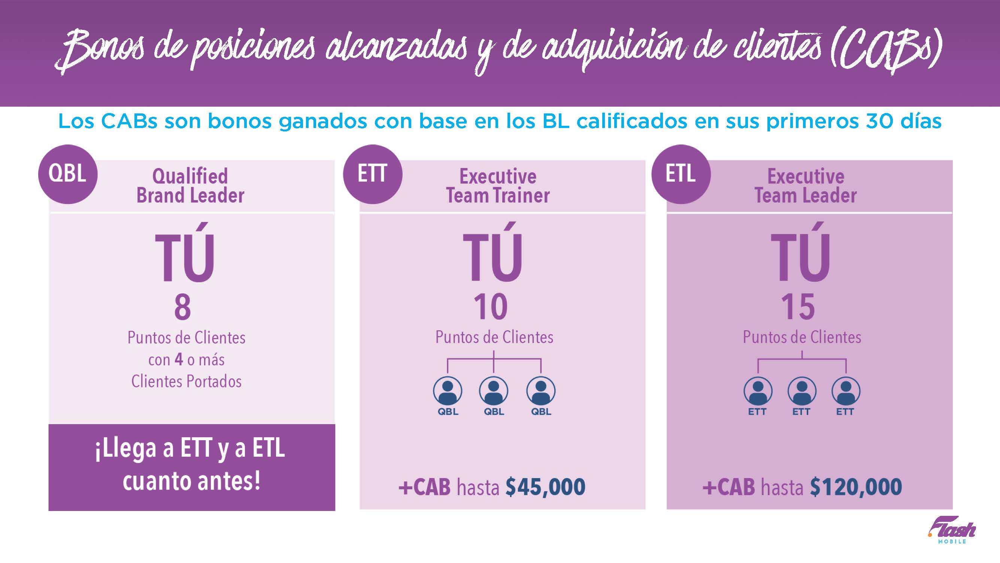 Bonos de posiciones alcanzadas y de adquisición de clientes (CABs)
Los CABs son bonos ganados con base en los BL calificados en sus primeros 30 días
QBL
Qualified
Brand Leader
TÚ
8
Puntos de Clientes
con 4 o más
Clientes Portados
¡Llega a ETT y a ETL
cuanto antes!
ETT
Executive
Team Trainer
TÚ
10
Puntos de Clientes
QBL QBL QBL
+CAB hasta $45,000
ETL
Executive
Team Leader
TÚ
15
Puntos de Clientes
ETT ETT ETT
+CAB hasta $120,000
Flash
MOBILE